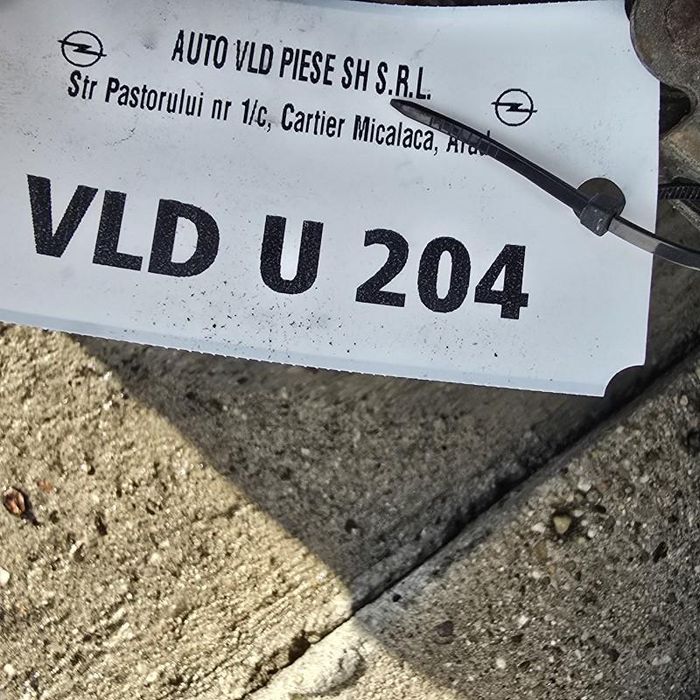 AUTO VLD PIESE SH S.R.L.
Str Pastorului nr 1/c, Cartier Micalaca, Arad
VLD U 204